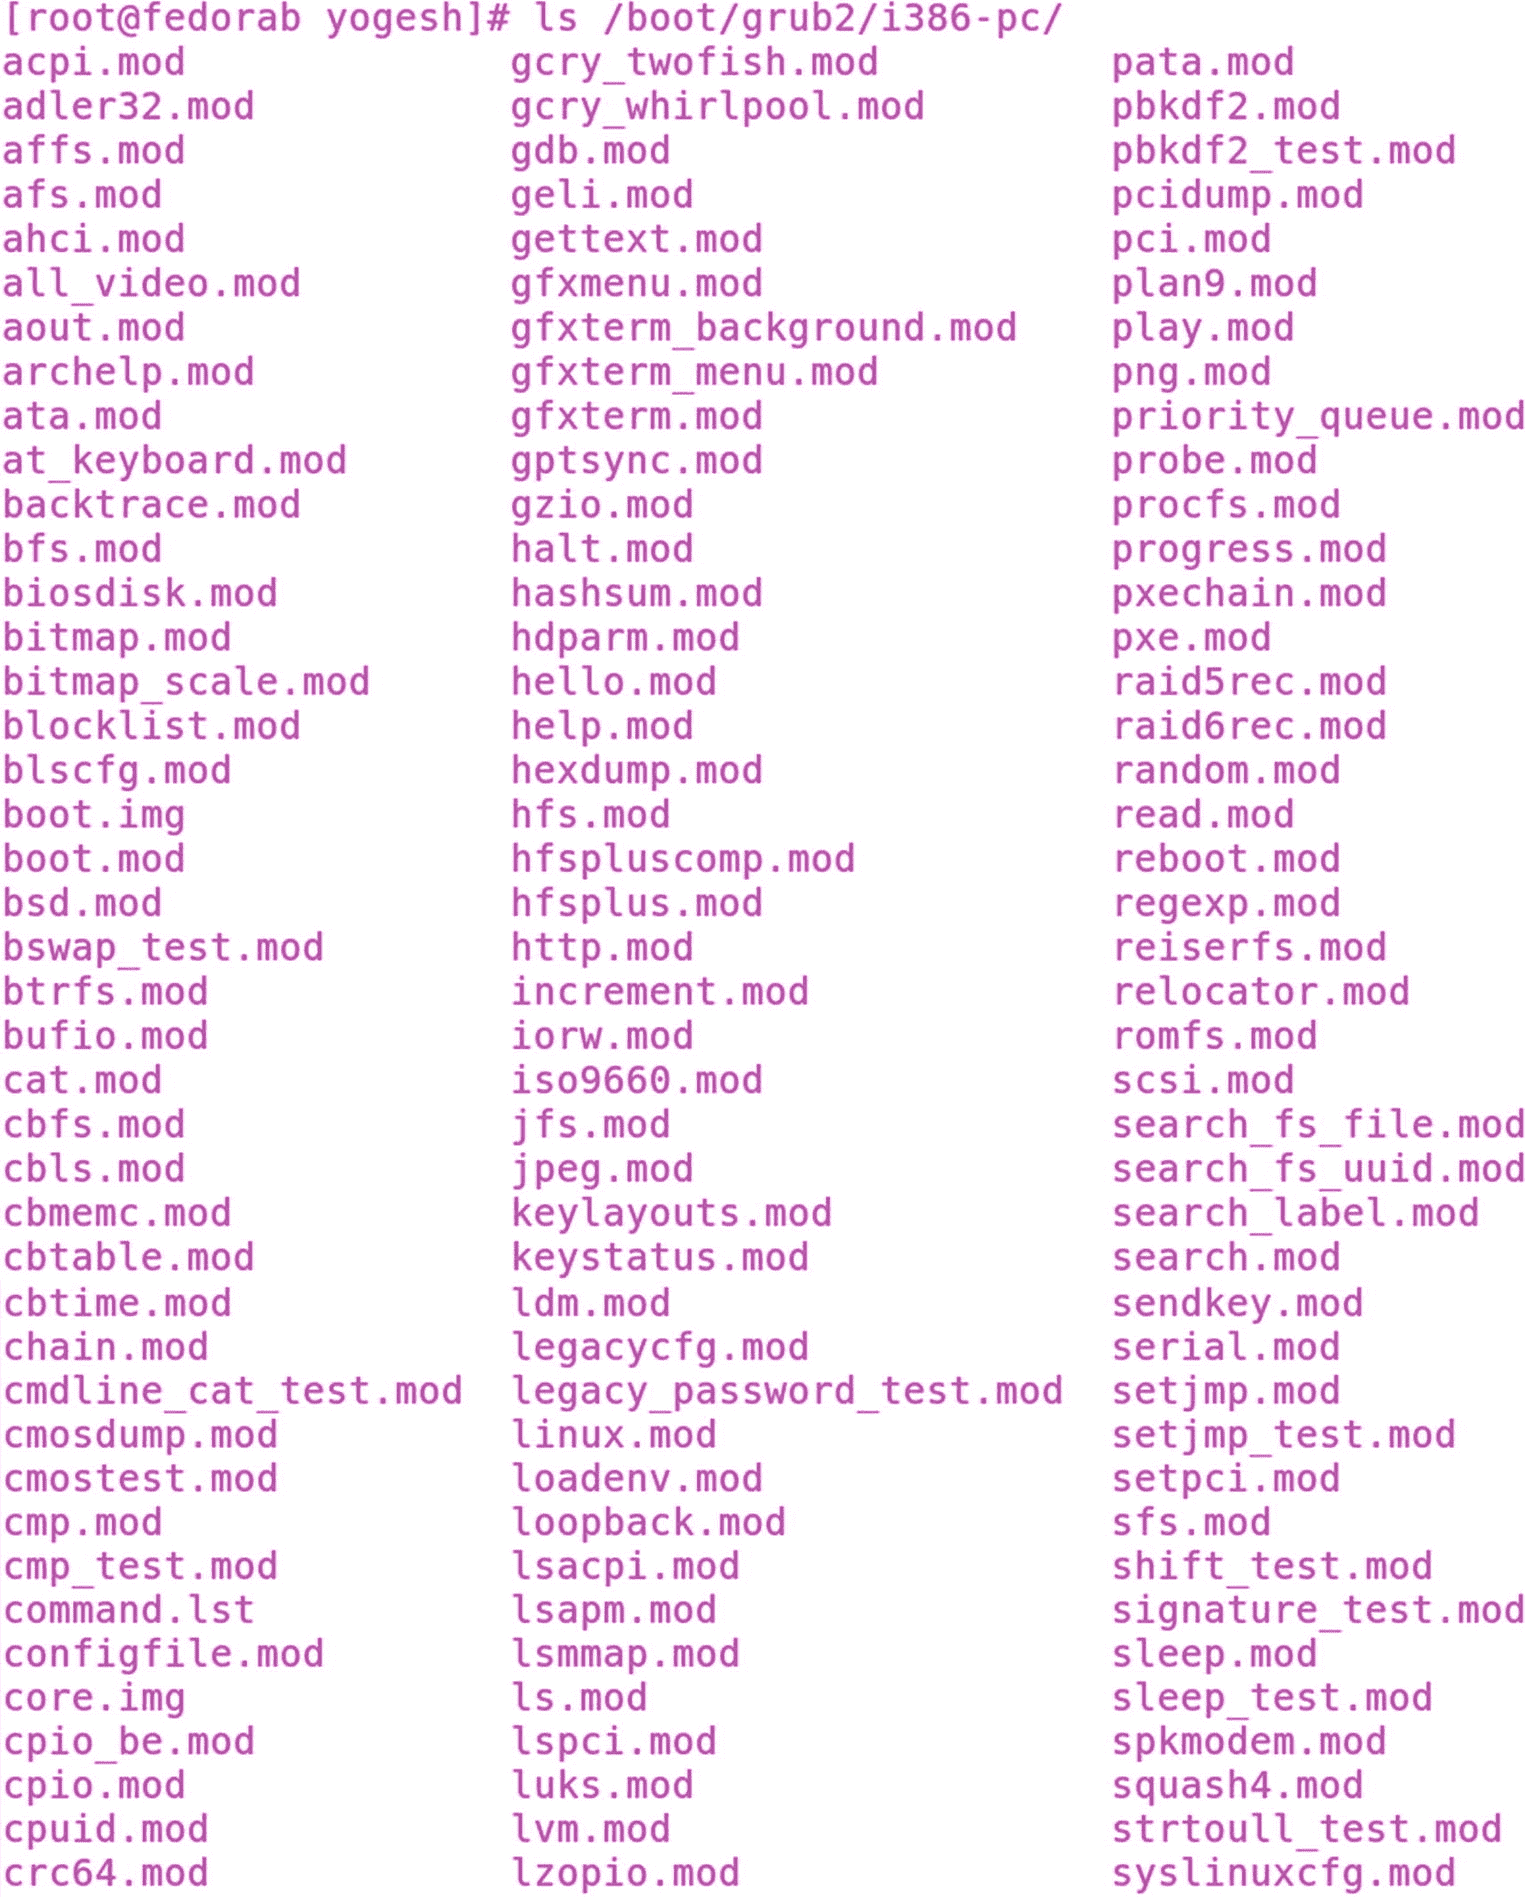 [root@fedorab yogesh]# ls /boot/grub2/i386-pc/
acpi.mod gcry_twofish.mod pata.mod
adler32.mod gcry_whirlpool.mod pbkdf2.mod
affs.mod gdb.mod pbkdf2_test.mod
afs.mod geli.mod pcidump.mod
ahci.mod gettext.mod pci.mod
all_video.mod gfxmenu.mod plan9.mod
aout.mod gfxterm_background.mod play.mod
archelp.mod gfxterm_menu.mod png.mod
ata.mod gfxterm.mod priority_queue.mod
at_keyboard.mod gptsync.mod probe.mod
backtrace.mod gzio.mod procfs.mod
bfs.mod halt.mod progress.mod
biosdisk.mod hashsum.mod pxechain.mod
bitmap.mod hdparm.mod pxe.mod
bitmap_scale.mod hello.mod raid5rec.mod
blocklist.mod help.mod raid6rec.mod
blscfg.mod hexdump.mod random.mod
boot.img hfs.mod read.mod
boot.mod hfspluscomp.mod reboot.mod
bsd.mod hfsplus.mod regexp.mod
bswap_test.mod http.mod reiserfs.mod
btrfs.mod increment.mod relocator.mod
bufio.mod iorw.mod romfs.mod
cat.mod iso9660.mod scsi.mod
cbfs.mod jfs.mod search_fs_file.mod
cbls.mod jpeg.mod search_fs_uuid.mod
cbmemc.mod keylayouts.mod search_label.mod
cbtable.mod keystatus.mod search.mod
cbtime.mod ldm.mod sendkey.mod
chain.mod legacycfg.mod serial.mod
cmdline_cat_test.mod legacy_password_test.mod setjmp.mod
cmosdump.mod linux.mod setjmp_test.mod
cmostest.mod loadenv.mod setpci.mod
cmp.mod loopback.mod sfs.mod
cmp_test.mod lsacpi.mod shift_test.mod
command.lst lsapm.mod signature_test.mod
configfile.mod lsmmap.mod sleep.mod
core.img ls.mod sleep_test.mod
cpio_be.mod lspci.mod spkmodem.mod
cpio.mod luks.mod squash4.mod
cpuid.mod lvm.mod strtoull_test.mod
crc64.mod lzopio.mod syslinuxcfg.mod